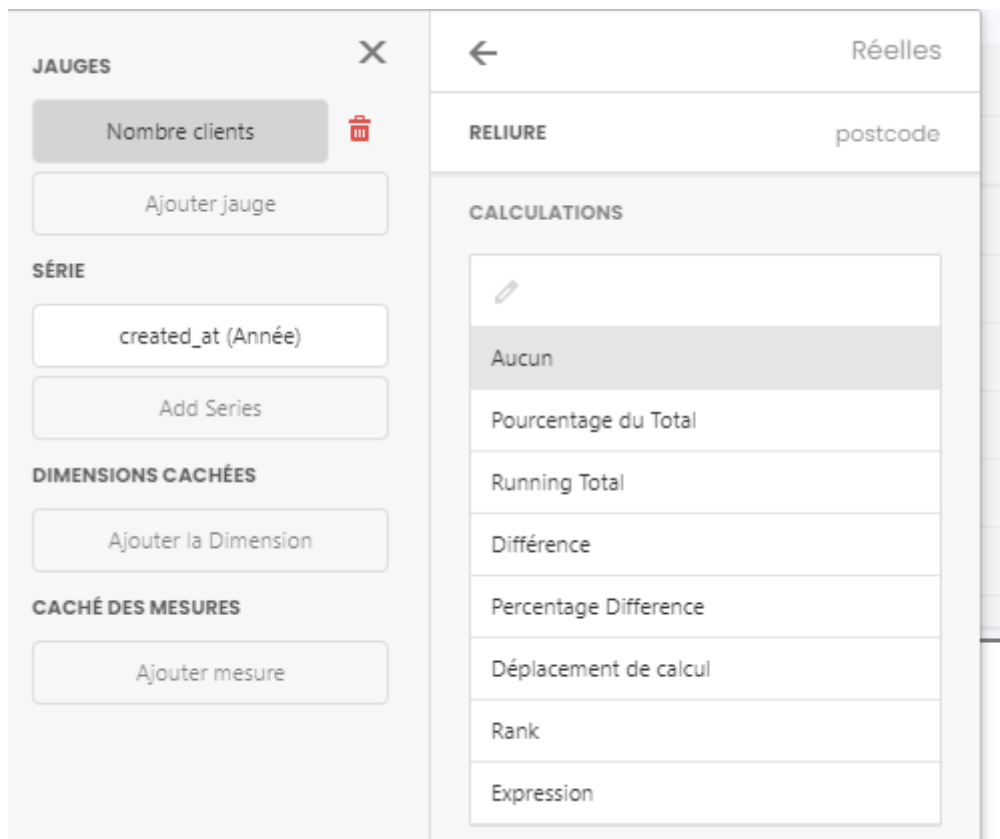 JAUGES
Nombre clients
Ajouter jauge
SÉRIE
created_at (Année)
Add Series
DIMENSIONS CACHÉES
Ajouter la Dimension
CACHÉ DES MESURES
Ajouter mesure
Réelles
RELIURE postcode
CALCULATIONS
Aucun
Pourcentage du Total
Running Total
Différence
Percentage Difference
Déplacement de calcul
Rank
Expression